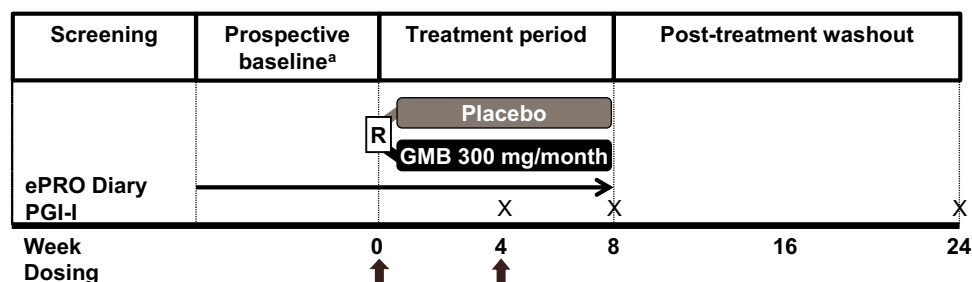 Screening
Prospective
baselineᵃ
Treatment period
Post-treatment washout
Placebo
R
GMB 300 mg/month
ePRO Diary
PGI-I X X X
Week 0 4 8 16 24
Dosing